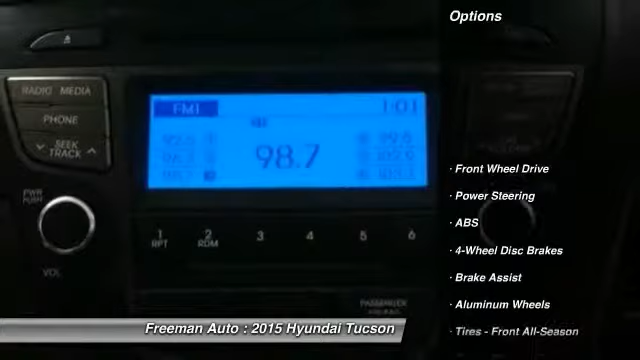 Options
RADIO MEDIA
PHONE
SEEK
TRACK
PWR
PUSH
VOL
FM1
1:01
98.7
1 2 3 4 5 6
RPT RDM
PASSENGER
· Front Wheel Drive
· Power Steering
· ABS
· 4-Wheel Disc Brakes
· Brake Assist
· Aluminum Wheels
· Tires - Front All-Season
Freeman Auto : 2015 Hyundai Tucson